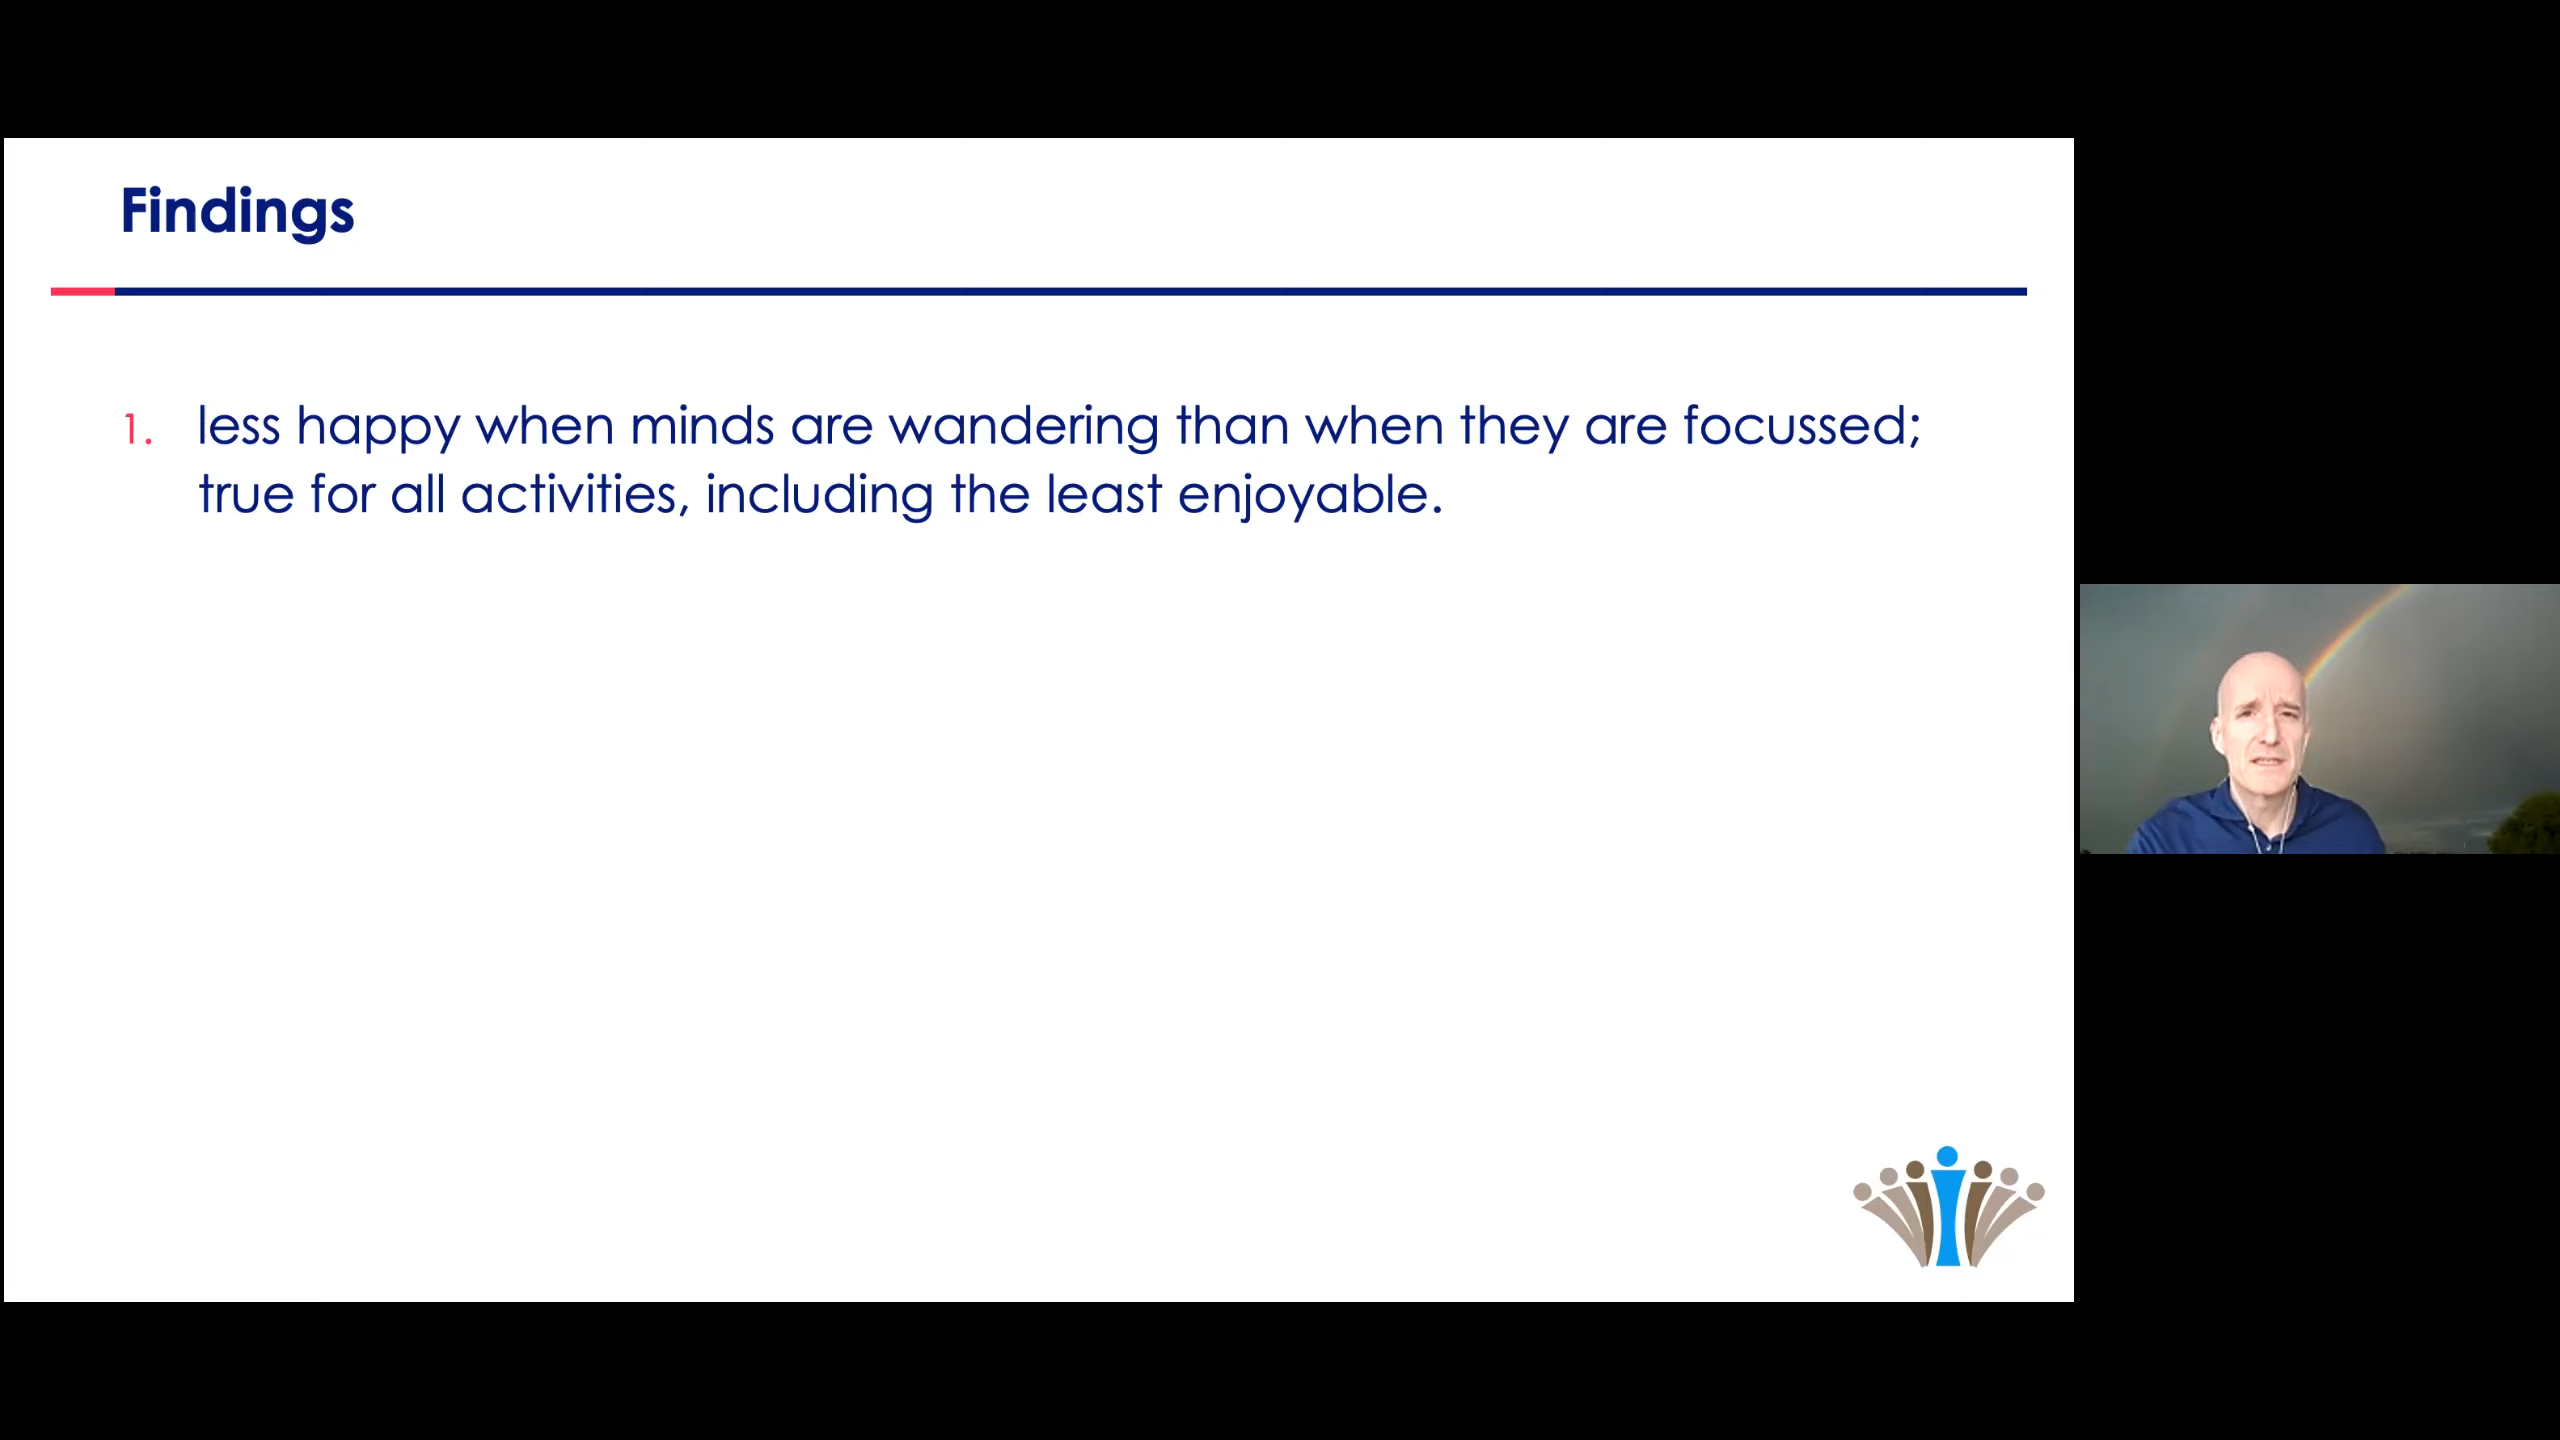 Findings
1. less happy when minds are wandering than when they are focussed;
true for all activities, including the least enjoyable.